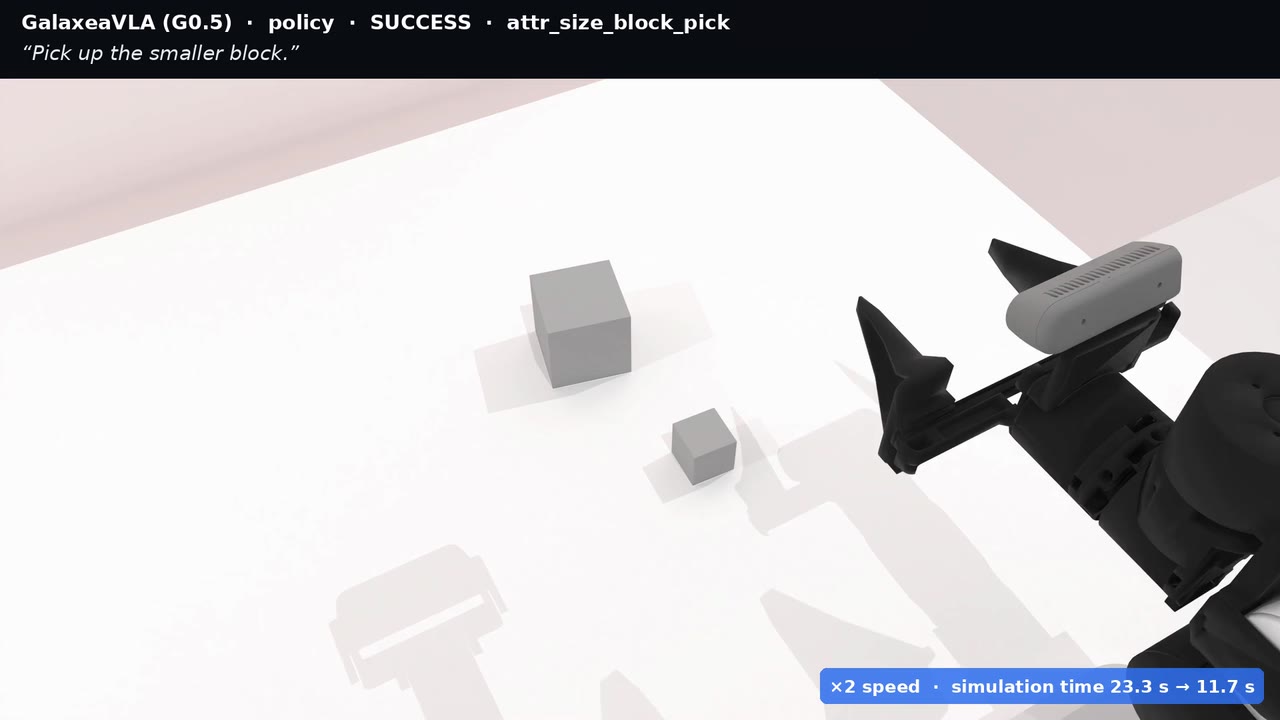 GalaxeaVLA (G0.5) · policy · SUCCESS · attr_size_block_pick
“Pick up the smaller block.”
×2 speed · simulation time 23.3 s → 11.7 s